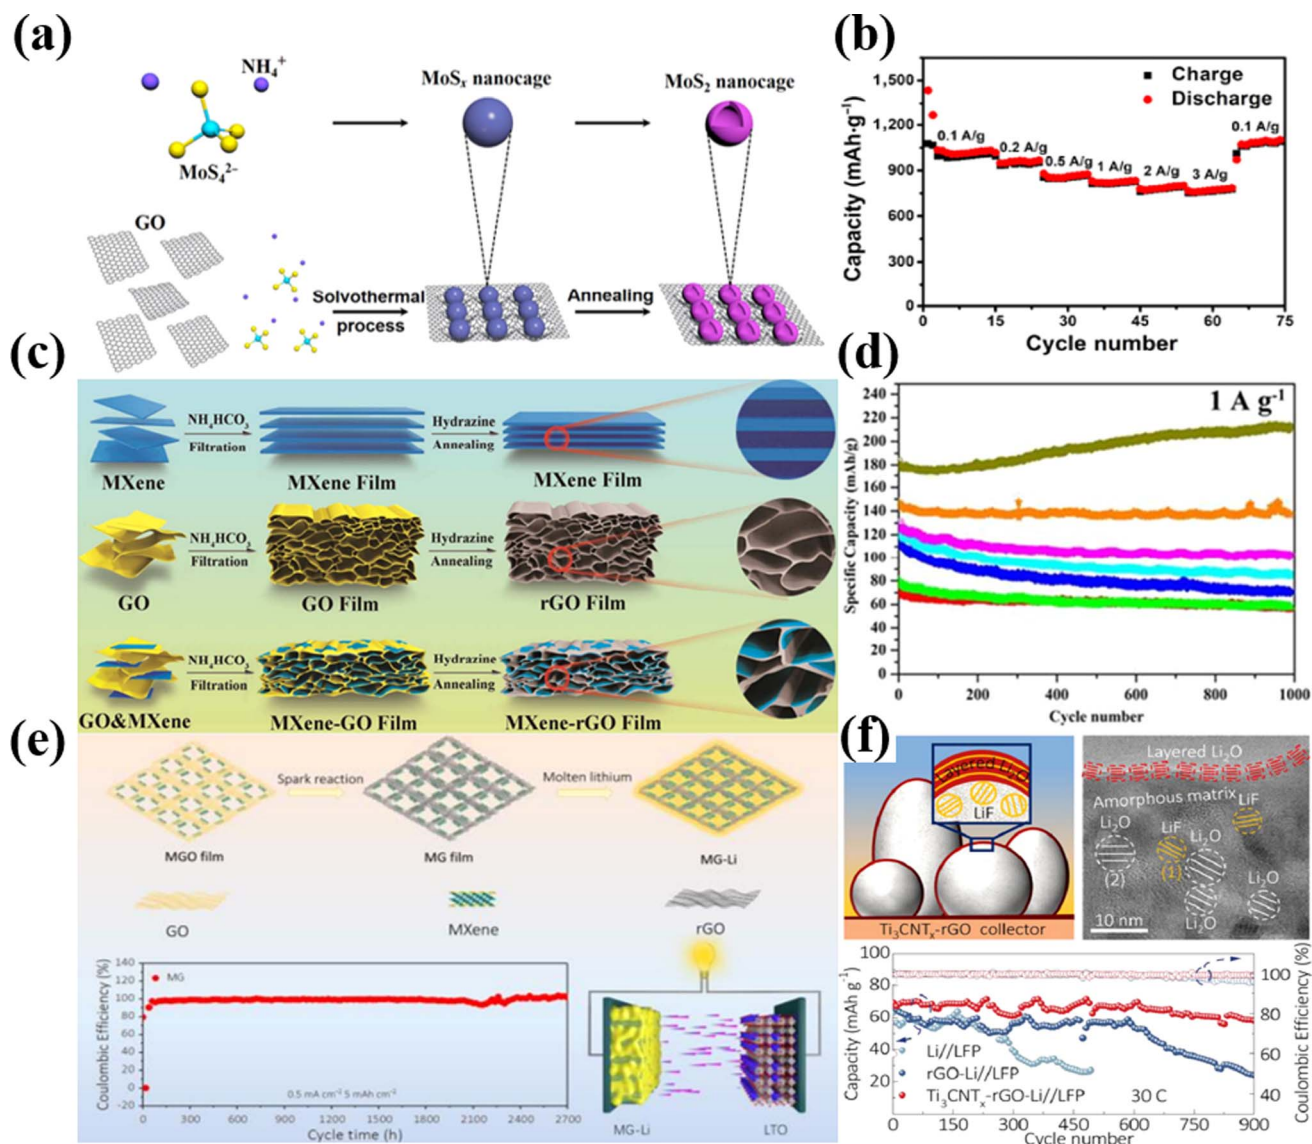 (a)
NH₄⁺
MoS₄²⁻
MoSₓ nanocage
MoS₂ nanocage
GO
Solvothermal
process
Annealing
(b)
Capacity (mAh·g⁻¹)
1,500
1,200
900
600
300
0
Charge
Discharge
0.1 A/g
0.2 A/g
0.5 A/g
1 A/g
2 A/g
3 A/g
0.1 A/g
0 15 30 45 60 75
Cycle number
(c)
MXene
NH₄HCO₃
Filtration
MXene Film
Hydrazine
Annealing
MXene Film
GO
NH₄HCO₃
Filtration
GO Film
Hydrazine
Annealing
rGO Film
GO&MXene
NH₄HCO₃
Filtration
MXene-GO Film
Hydrazine
Annealing
MXene-rGO Film
(d)
1 A g⁻¹
Specific Capacity (mAh/g)
240
220
200
180
160
140
120
100
80
60
40
20
0
0 200 400 600 800 1000
Cycle number
(e)
Spark reaction
Molten lithium
MGO film
MG film
MG-Li
GO
MXene
rGO
Coulombic Efficiency (%)
140
120
100
80
60
40
20
0
-20
MG
0.5 mA cm⁻² 5 mAh cm⁻²
0 300 600 900 1200 1500 1800 2100 2400 2700
Cycle time (h)
MG-Li
LTO
(f)
Layered Li₂O
LiF
Ti₃CNTₓ-rGO collector
Layered Li₂O
Amorphous matrix
LiF
Li₂O
LiF
Li₂O
(1)
(2)
Li₂O
Li₂O
10 nm
Capacity (mAh g⁻¹)
100
80
60
40
20
Li//LFP
rGO-Li//LFP
Ti₃CNTₓ-rGO-Li//LFP
30 C
100
80
60
40
Coulombic Efficiency (%)
0 150 300 450 600 750 900
Cycle number